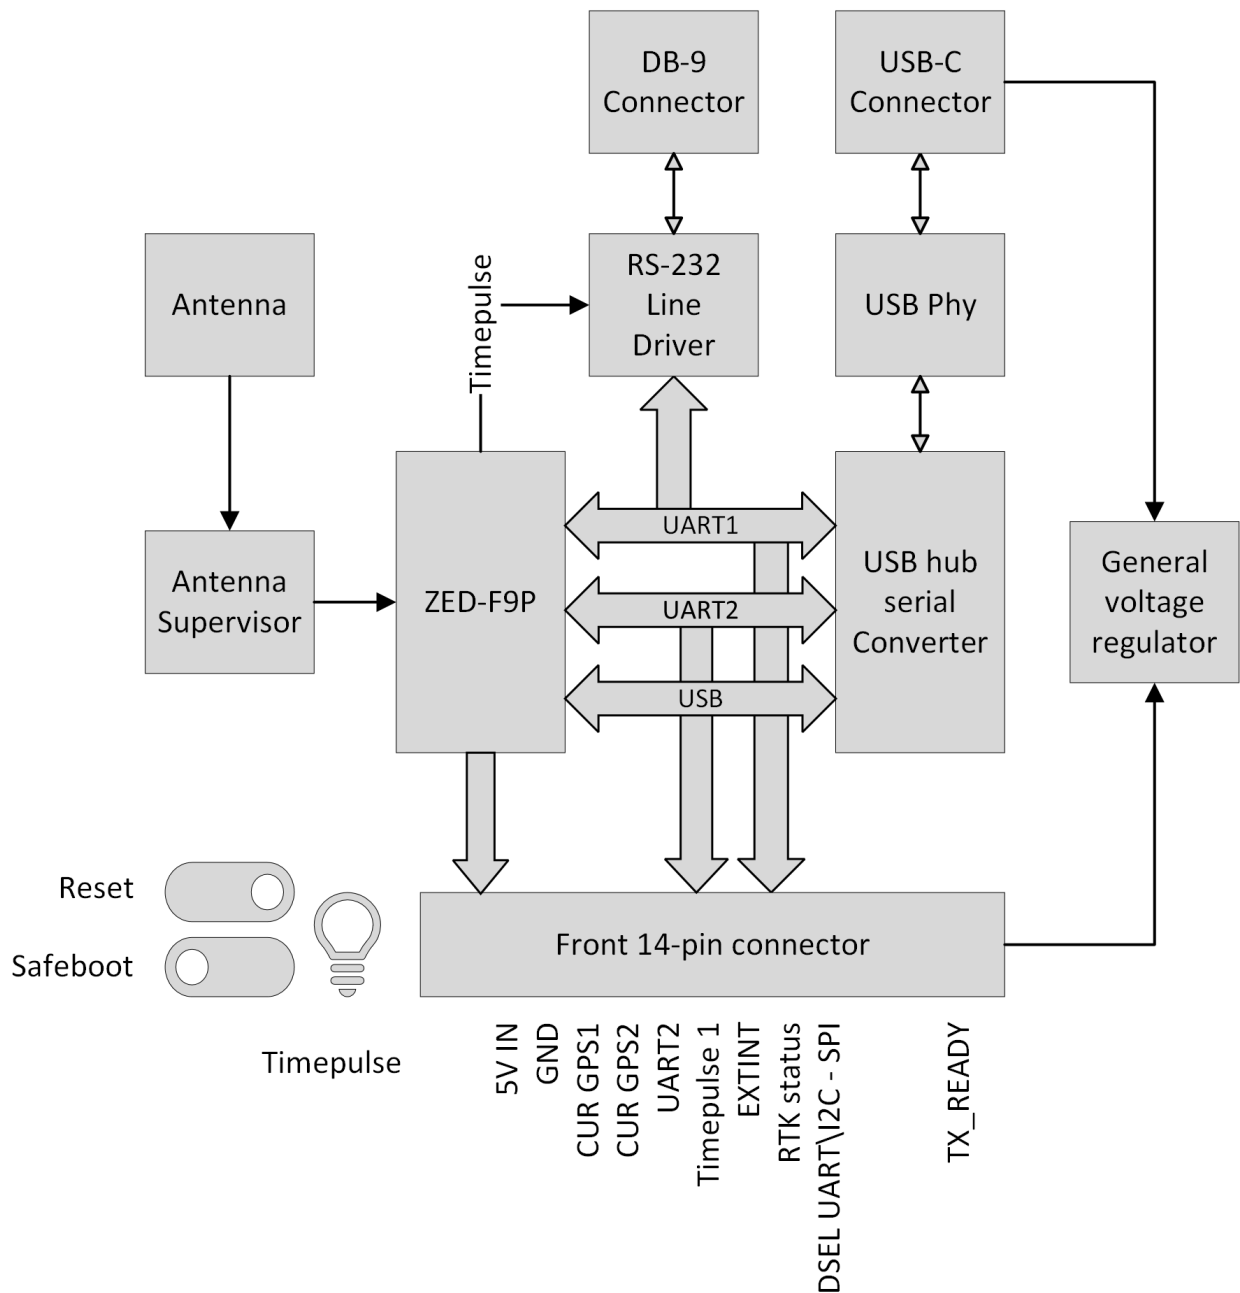 DB-9
Connector
USB-C
Connector
Antenna
Timepulse
RS-232
Line
Driver
USB Phy
Antenna
Supervisor
ZED-F9P
UART1
UART2
USB
USB hub
serial
Converter
General
voltage
regulator
Reset
Safeboot
Timepulse
Front 14-pin connector
5V IN
GND
CUR GPS1
CUR GPS2
UART2
Timepulse 1
EXTINT
RTK status
DSEL UART\I2C - SPI
TX_READY